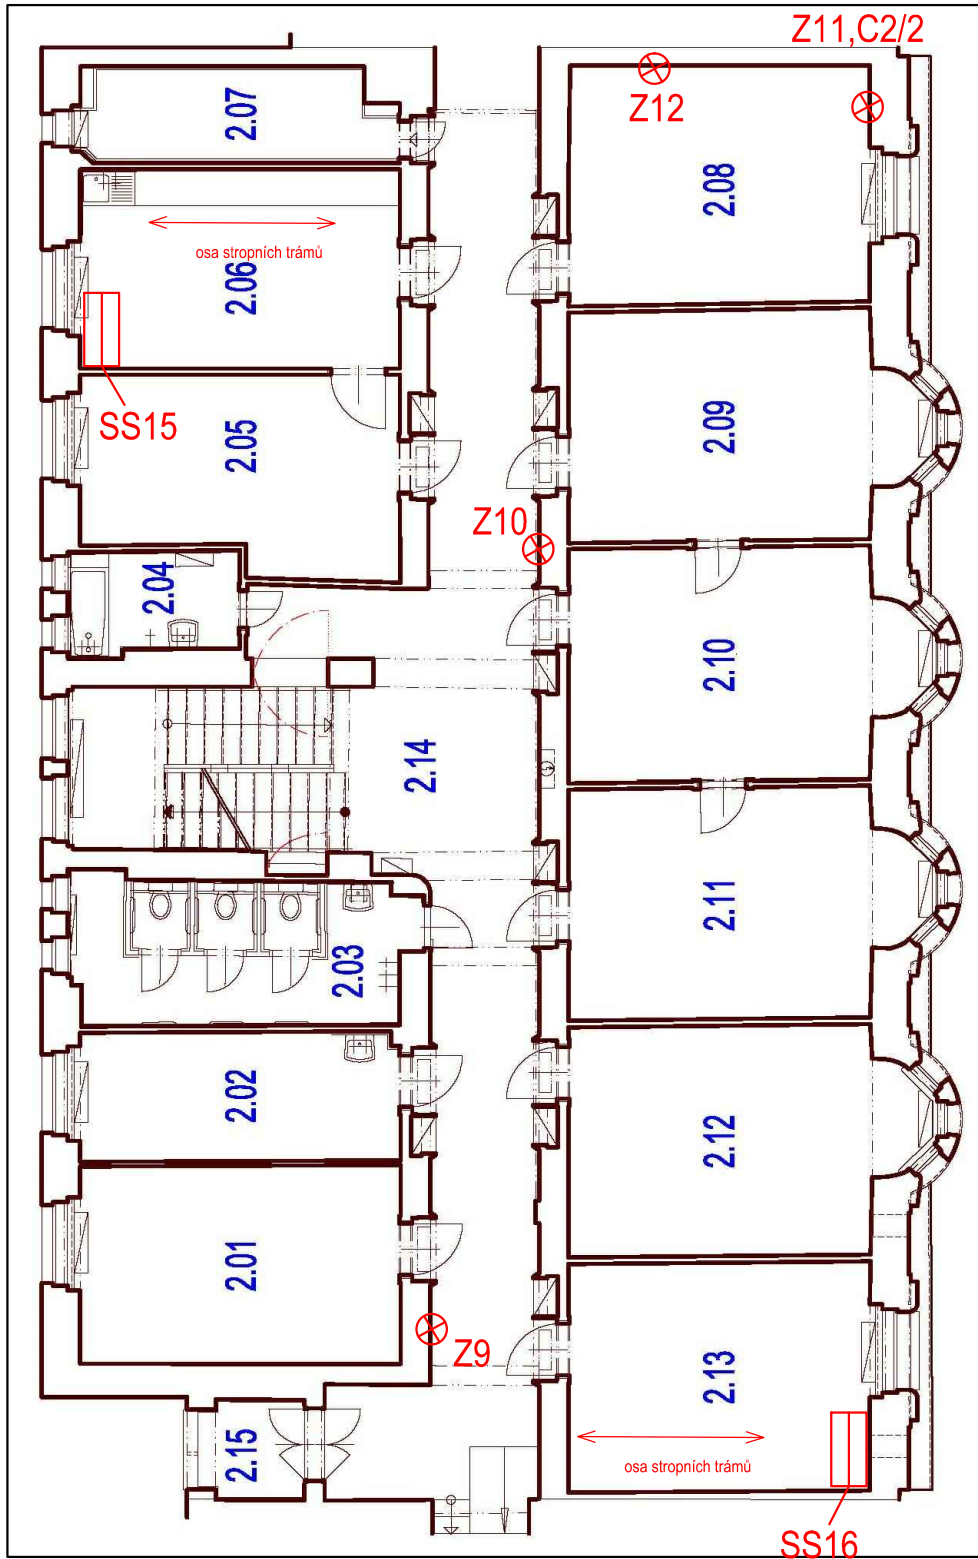 Z11,C2/2
Z12
2.07
2.08
osa stropních trámů
2.06
SS15
2.05
2.09
Z10
2.04
2.10
2.14
2.11
2.03
2.02
2.12
2.01
Z9
2.13
2.15
osa stropních trámů
SS16